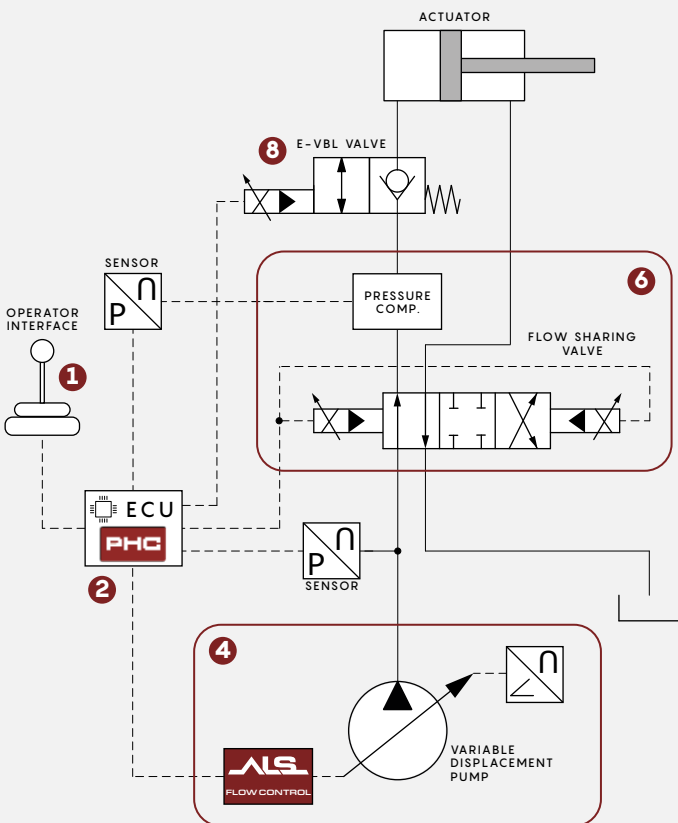 ACTUATOR
8
E-VBL VALVE
SENSOR
P
U
PRESSURE
COMP.
6
OPERATOR
INTERFACE
1
FLOW SHARING
VALVE
ECU
PHC
2
P
U
SENSOR
4
U
VARIABLE
DISPLACEMENT
PUMP
ALS
FLOW CONTROL